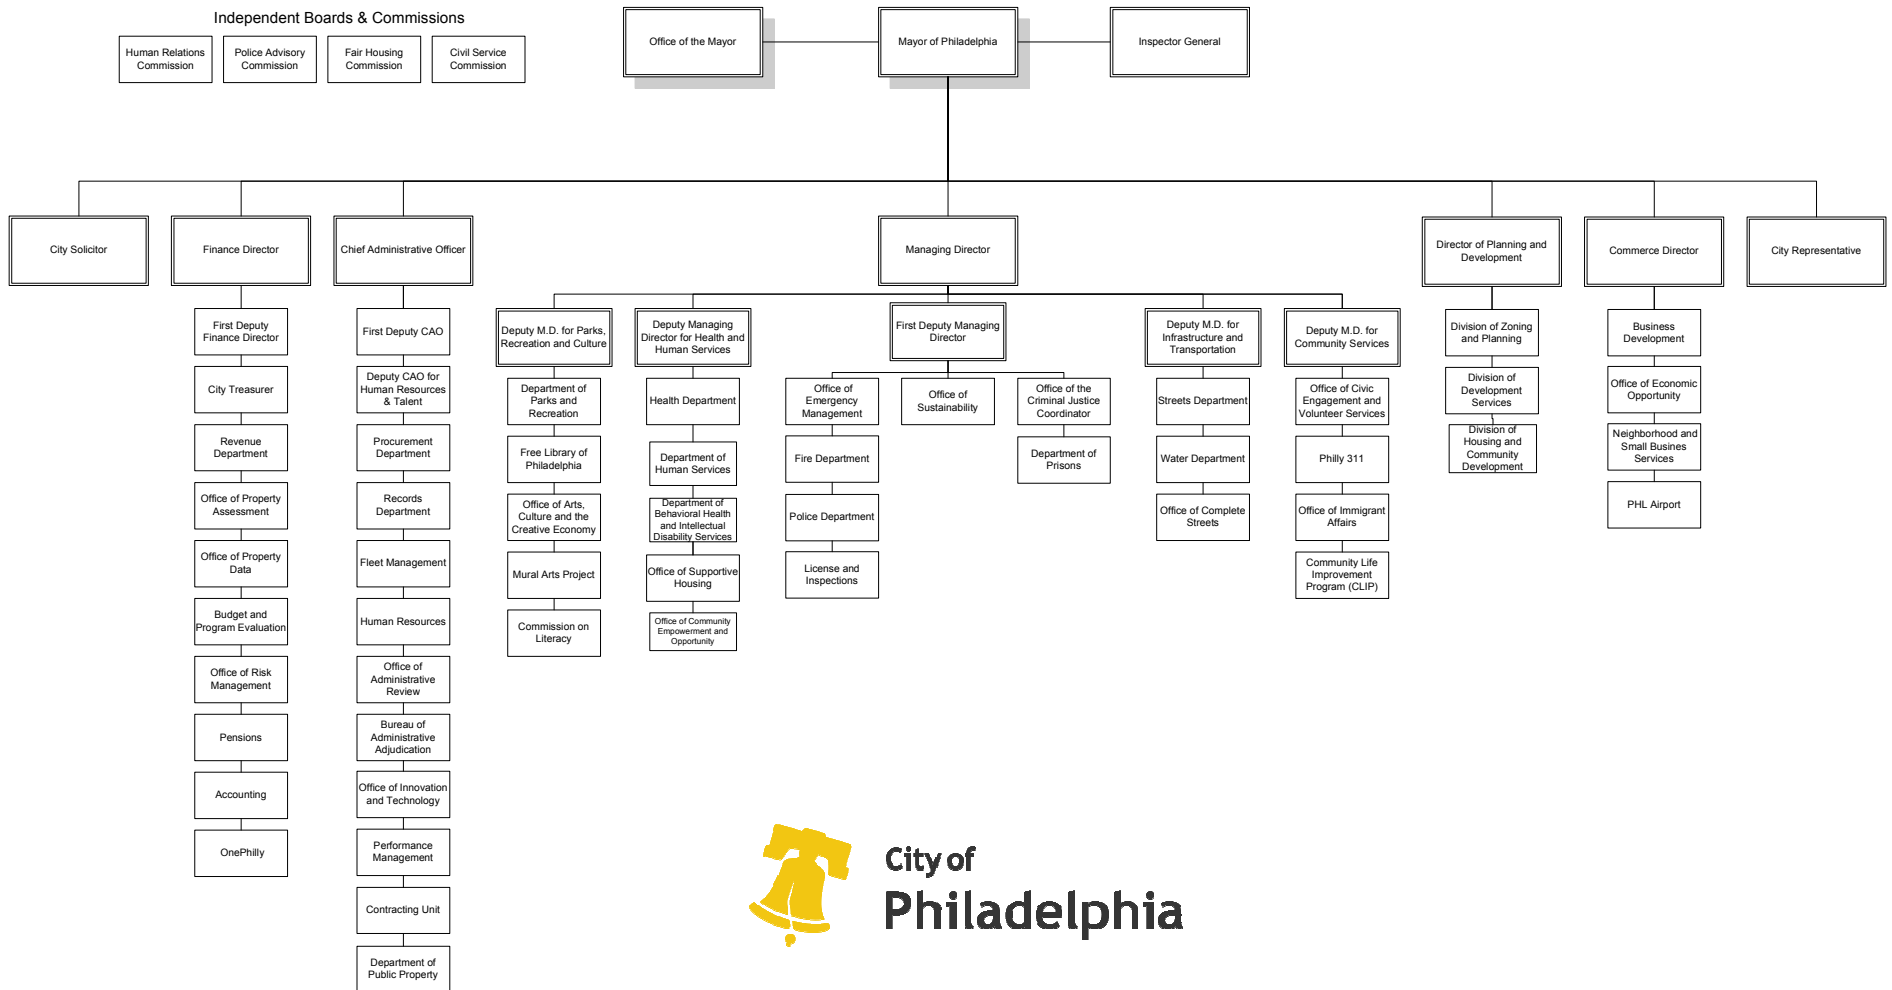 Independent Boards & Commissions
Human Relations
Commission
Police Advisory
Commission
Fair Housing
Commission
Civil Service
Commission
Office of the Mayor
Mayor of Philadelphia
Inspector General
City Solicitor
Finance Director
Chief Administrative Officer
Managing Director
Director of Planning and
Development
Commerce Director
City Representative
First Deputy
Finance Director
City Treasurer
Revenue
Department
Office of Property
Assessment
Office of Property
Data
Budget and
Program Evaluation
Office of Risk
Management
Pensions
Accounting
OnePhilly
First Deputy CAO
Deputy CAO for
Human Resources
& Talent
Procurement
Department
Records
Department
Fleet Management
Human Resources
Office of
Administrative
Review
Bureau of
Administrative
Adjudication
Office of Innovation
and Technology
Performance
Management
Contracting Unit
Department of
Public Property
Deputy M.D. for Parks,
Recreation and Culture
Department of
Parks and
Recreation
Free Library of
Philadelphia
Office of Arts,
Culture and the
Creative Economy
Mural Arts Project
Commission on
Literacy
Deputy Managing
Director for Health and
Human Services
Health Department
Department of
Human Services
Department of
Behavioral Health
and Intellectual
Disability Services
Office of Supportive
Housing
Office of Community
Empowerment and
Opportunity
First Deputy Managing
Director
Office of
Emergency
Management
Fire Department
Police Department
License and
Inspections
Office of
Sustainability
Office of the
Criminal Justice
Coordinator
Department of
Prisons
Deputy M.D. for
Infrastructure and
Transportation
Streets Department
Water Department
Office of Complete
Streets
Deputy M.D. for
Community Services
Office of Civic
Engagement and
Volunteer Services
Philly 311
Office of Immigrant
Affairs
Community Life
Improvement
Program (CLIP)
Division of Zoning
and Planning
Division of
Development
Services
Division of
Housing and
Community
Development
Business
Development
Office of Economic
Opportunity
Neighborhood and
Small Busines
Services
PHL Airport
City of
Philadelphia